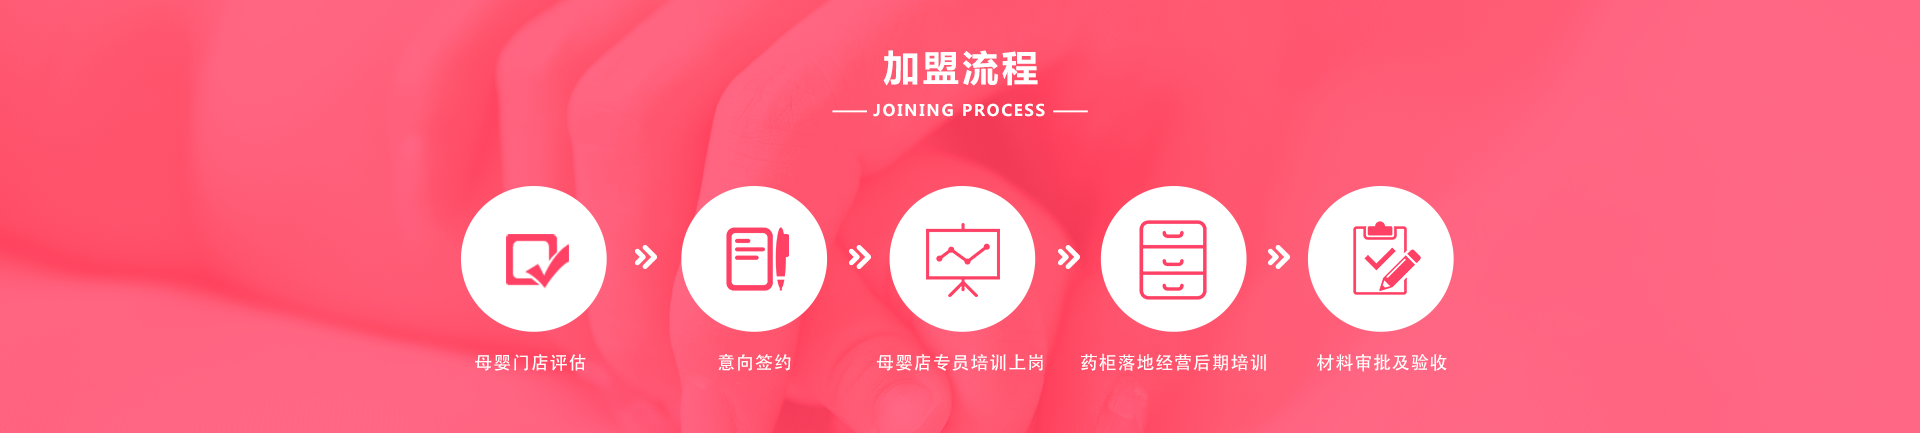 加盟流程
JOINING PROCESS
母婴门店评估
意向签约
母婴店专员培训上岗
药柜落地经营后期培训
材料审批及验收